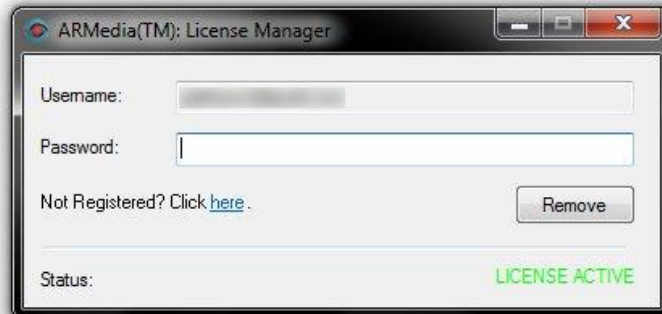 ARMedia(TM): License Manager
Username:
Password:
Not Registered? Click here .
Remove
Status:
LICENSE ACTIVE